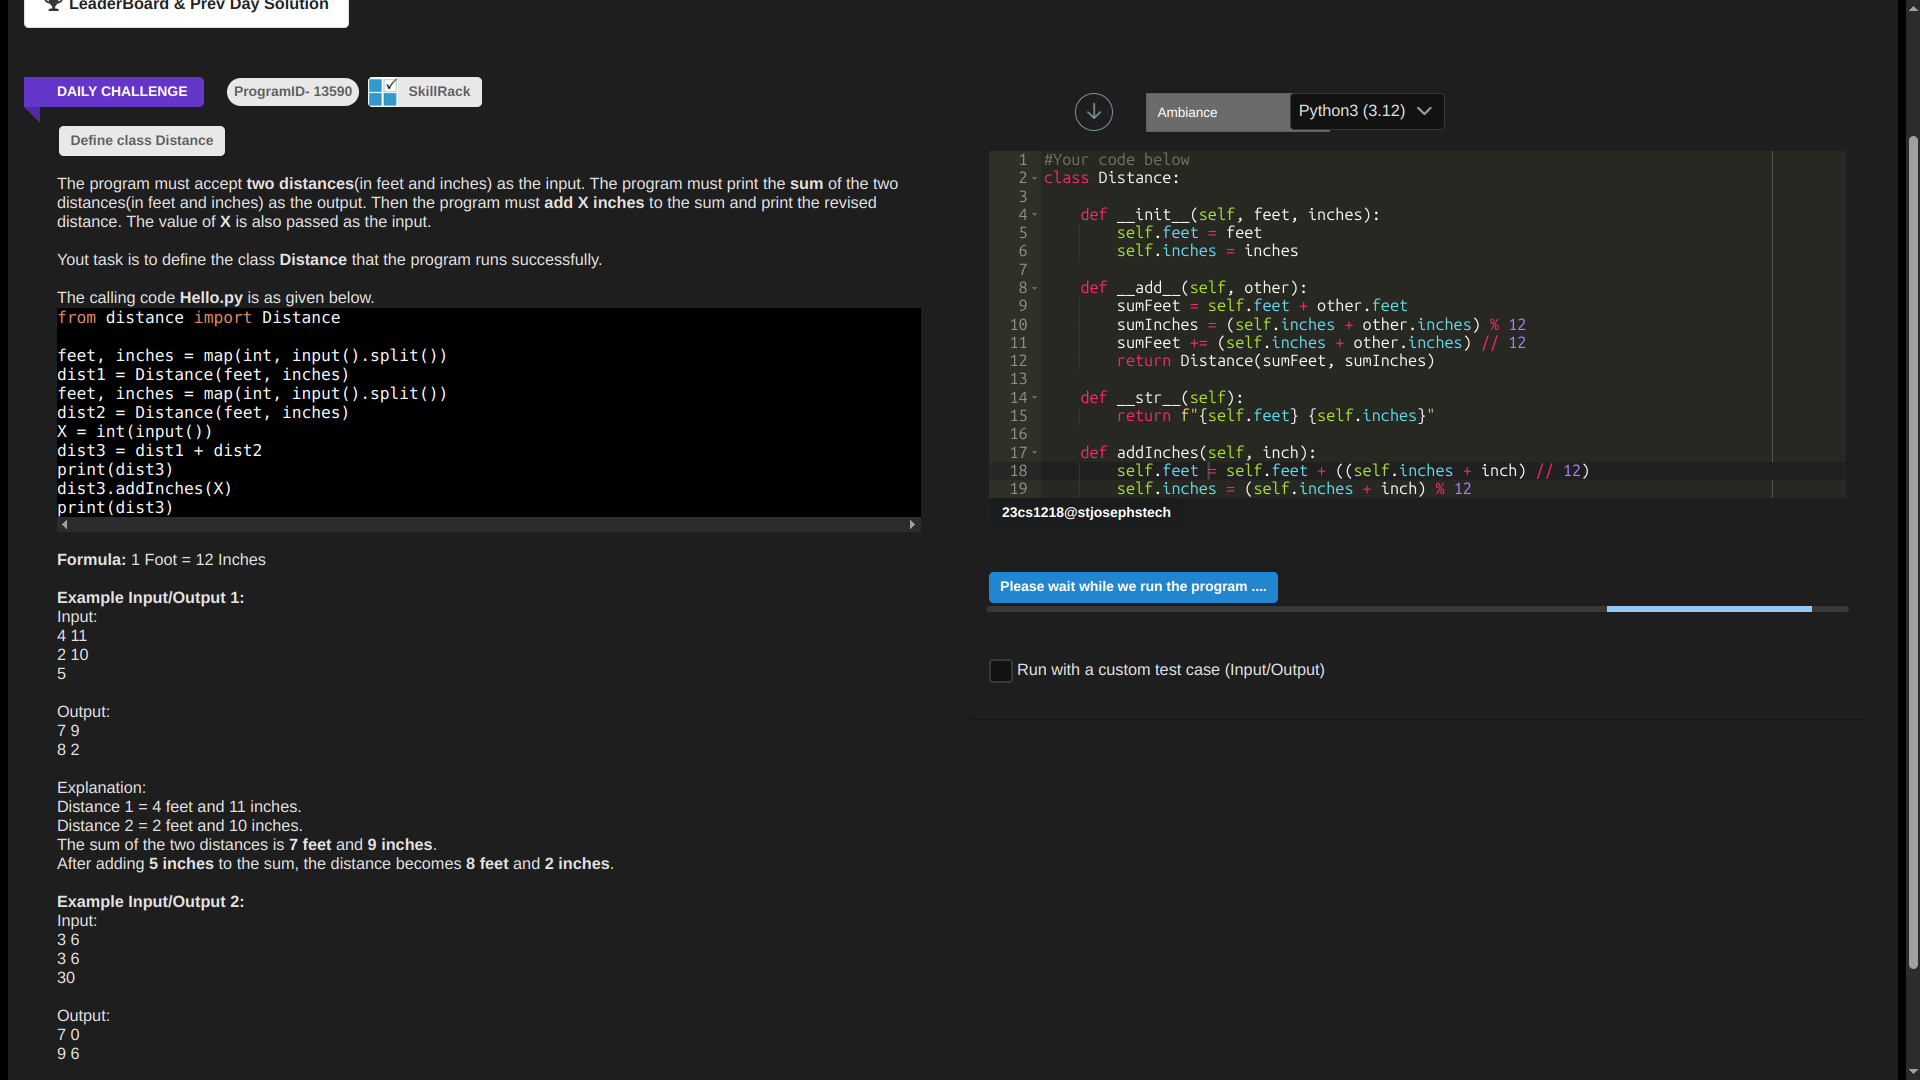 LeaderBoard & Prev Day Solution
DAILY CHALLENGE
ProgramID- 13590
SkillRack
Define class Distance
The program must accept two distances(in feet and inches) as the input. The program must print the sum of the two
distances(in feet and inches) as the output. Then the program must add X inches to the sum and print the revised
distance. The value of X is also passed as the input.
Yout task is to define the class Distance that the program runs successfully.
The calling code Hello.py is as given below.
from distance import Distance
feet, inches = map(int, input().split())
dist1 = Distance(feet, inches)
feet, inches = map(int, input().split())
dist2 = Distance(feet, inches)
X = int(input())
dist3 = dist1 + dist2
print(dist3)
dist3.addInches(X)
print(dist3)
Formula: 1 Foot = 12 Inches
Example Input/Output 1:
Input:
4 11
2 10
5
Output:
7 9
8 2
Explanation:
Distance 1 = 4 feet and 11 inches.
Distance 2 = 2 feet and 10 inches.
The sum of the two distances is 7 feet and 9 inches.
After adding 5 inches to the sum, the distance becomes 8 feet and 2 inches.
Example Input/Output 2:
Input:
3 6
3 6
30
Output:
7 0
9 6
Ambiance
Python3 (3.12)
1 #Your code below
2 class Distance:
3
4 def __init__(self, feet, inches):
5 self.feet = feet
6 self.inches = inches
7
8 def __add__(self, other):
9 sumFeet = self.feet + other.feet
10 sumInches = (self.inches + other.inches) % 12
11 sumFeet += (self.inches + other.inches) // 12
12 return Distance(sumFeet, sumInches)
13
14 def __str__(self):
15 return f"{self.feet} {self.inches}"
16
17 def addInches(self, inch):
18 self.feet = self.feet + ((self.inches + inch) // 12)
19 self.inches = (self.inches + inch) % 12
23cs1218@stjosephstech
Please wait while we run the program ....
Run with a custom test case (Input/Output)